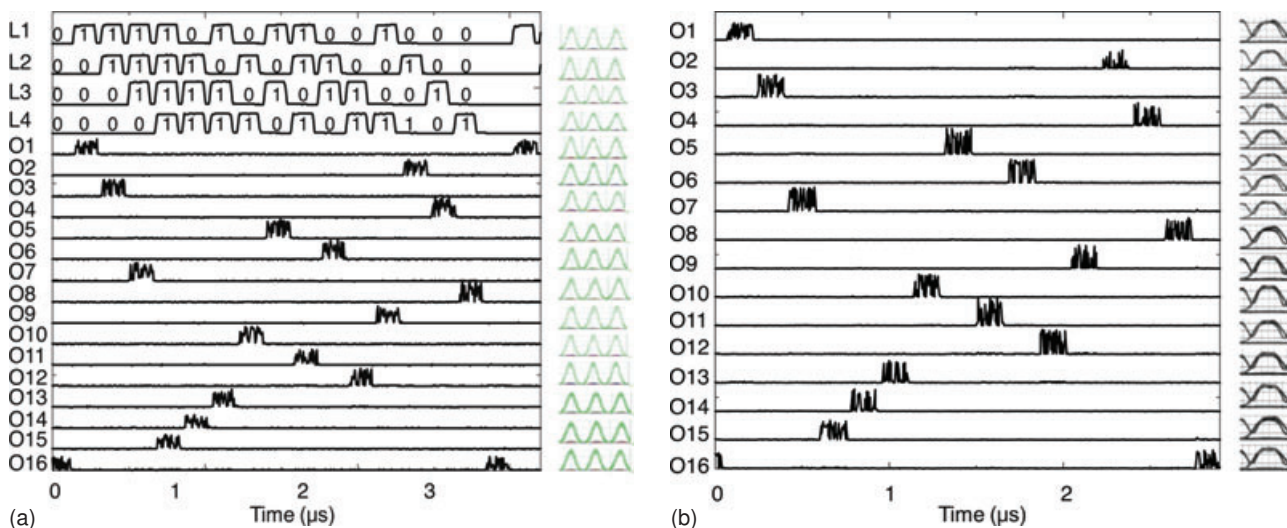 L1 0 1 1 1 1 0 1 0 1 1 0 0 1 0 0 0
L2 0 0 1 1 1 1 0 1 0 1 1 0 0 1 0 0
L3 0 0 0 1 1 1 1 0 1 0 1 1 0 0 1 0
L4 0 0 0 0 1 1 1 1 0 1 0 1 1 1 0 1
O1
O2
O3
O4
O5
O6
O7
O8
O9
O10
O11
O12
O13
O14
O15
O16
0 1 2 3
Time (µs)
(a)
O1
O2
O3
O4
O5
O6
O7
O8
O9
O10
O11
O12
O13
O14
O15
O16
0 1 2
Time (µs)
(b)